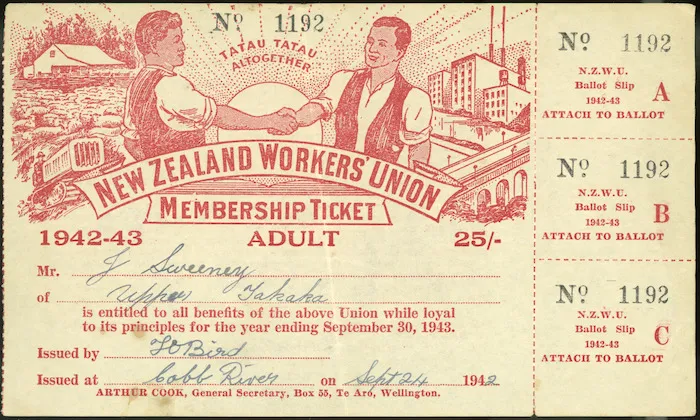 Nº 1192
TATAU TATAU
ALTOGETHER
NEW ZEALAND WORKERS' UNION
MEMBERSHIP TICKET
1942-43 ADULT 25/-
Mr. J Sweeney
of Upper Takaka
is entitled to all benefits of the above Union while loyal
to its principles for the year ending September 30, 1943.
Issued by FO Bird
Issued at Cobb River on Sept 24 1942
ARTHUR COOK, General Secretary, Box 55, Te Aro, Wellington.
Nº 1192
N.Z.W.U.
Ballot Slip
1942-43 A
ATTACH TO BALLOT
Nº 1192
N.Z.W.U.
Ballot Slip
1942-43 B
ATTACH TO BALLOT
Nº 1192
N.Z.W.U.
Ballot Slip
1942-43 C
ATTACH TO BALLOT